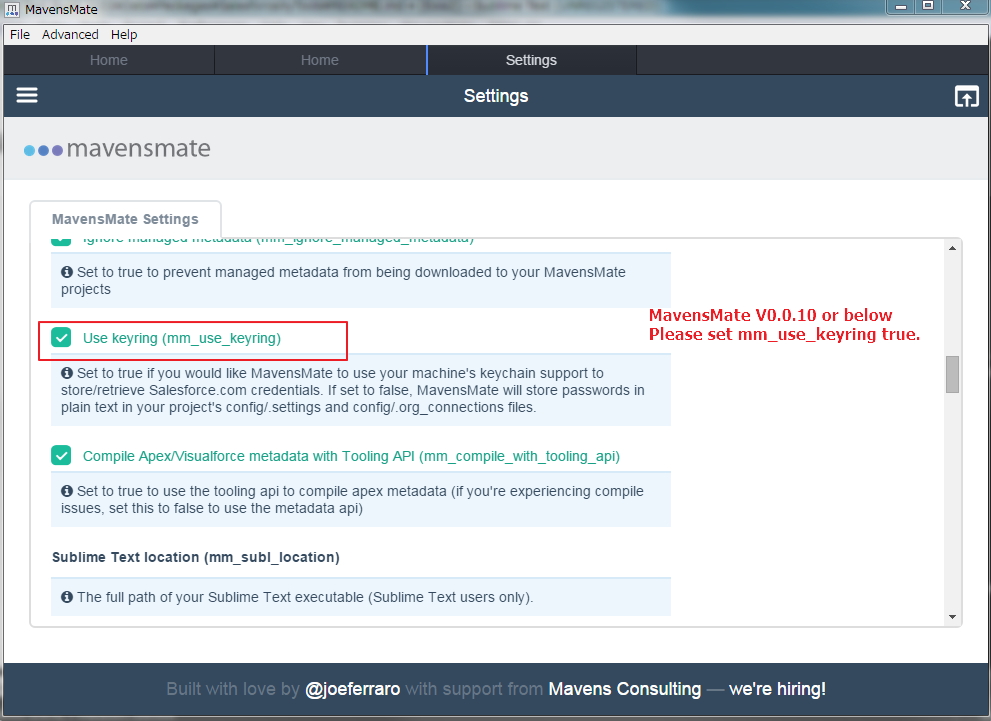 MavensMate
File Advanced Help
Home Home Settings
Settings
mavensmate
MavensMate Settings
Ignore managed metadata (mm_ignore_managed_metadata)
Set to true to prevent managed metadata from being downloaded to your MavensMate
projects
Use keyring (mm_use_keyring)
MavensMate V0.0.10 or below
Please set mm_use_keyring true.
Set to true if you would like MavensMate to use your machine's keychain support to
store/retrieve Salesforce.com credentials. If set to false, MavensMate will store passwords in
plain text in your project's config/.settings and config/.org_connections files.
Compile Apex/Visualforce metadata with Tooling API (mm_compile_with_tooling_api)
Set to true to use the tooling api to compile apex metadata (if you're experiencing compile
issues, set this to false to use the metadata api)
Sublime Text location (mm_subl_location)
The full path of your Sublime Text executable (Sublime Text users only).
Built with love by @joeferraro with support from Mavens Consulting — we're hiring!